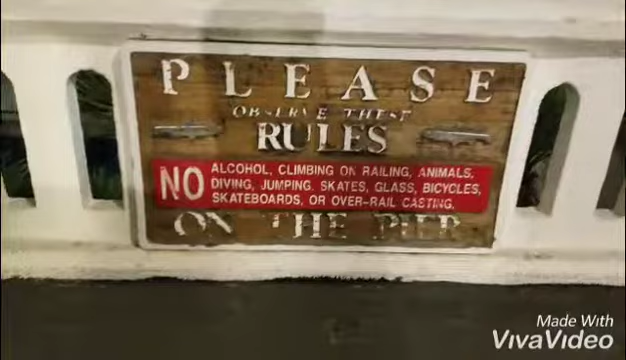 PLEASE
OBSERVE THESE
RULES
NO ALCOHOL, CLIMBING ON RAILING, ANIMALS,
DIVING, JUMPING. SKATES, GLASS, BICYCLES,
SKATEBOARDS, OR OVER-RAIL CASTING.
ON THE PIER
Made With
VivaVideo